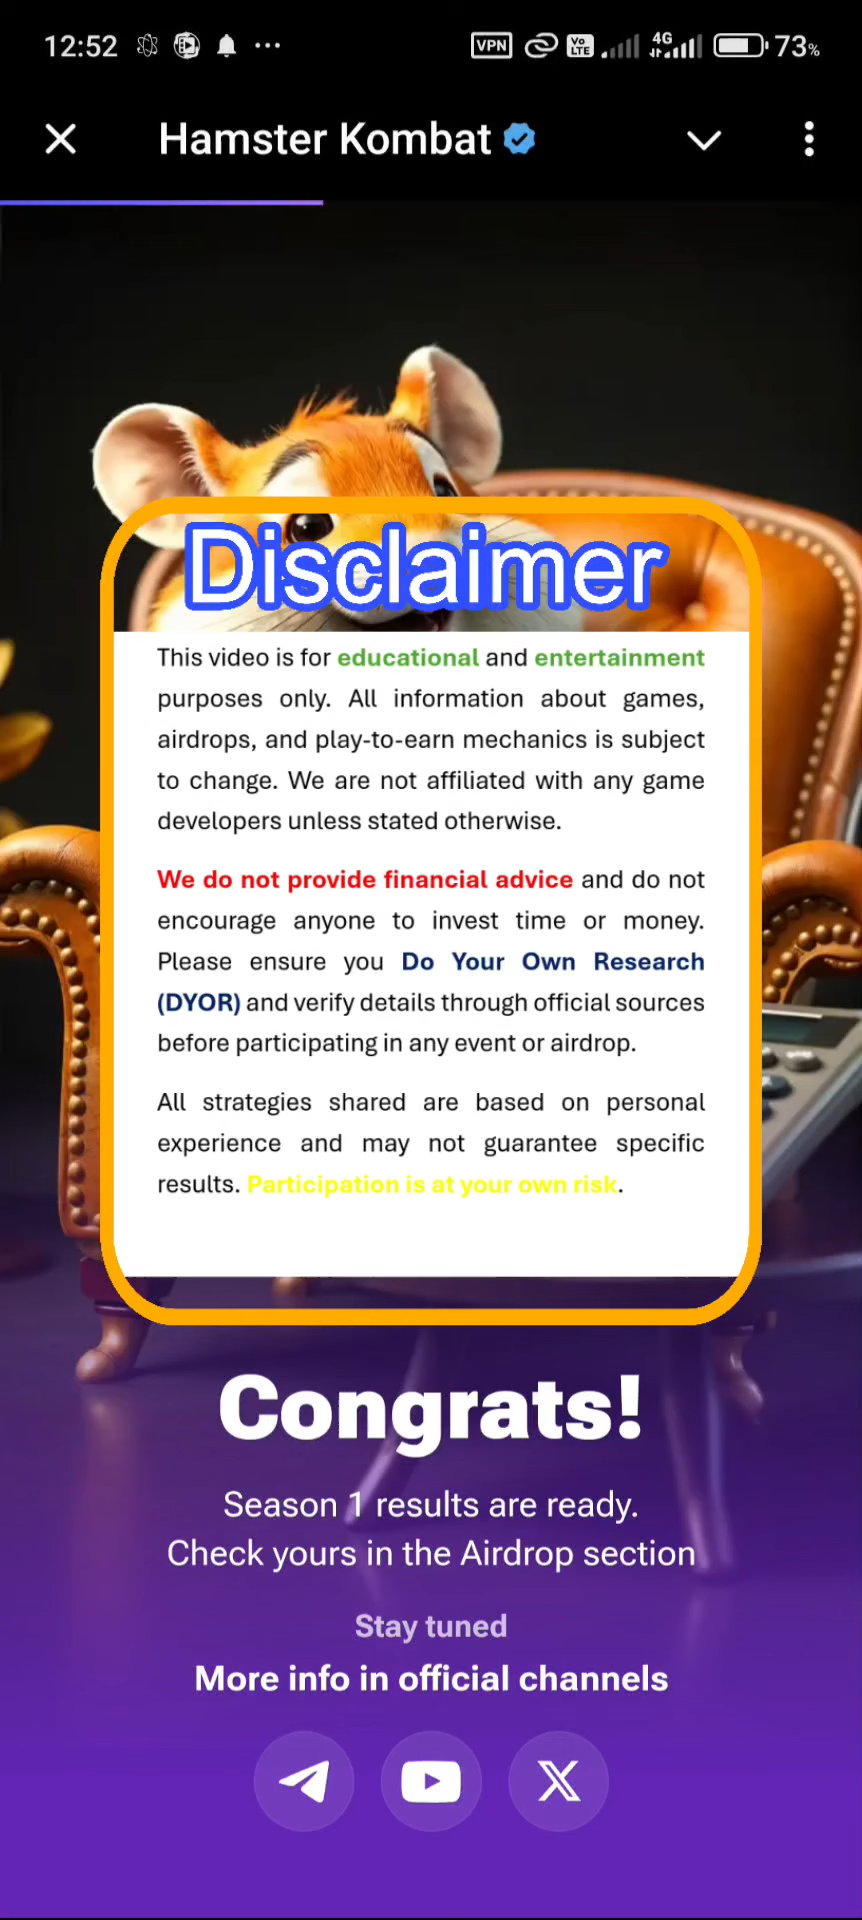 12:52
VPN
Vo
LTE
4G
73%
Hamster Kombat
Disclaimer
This video is for educational and entertainment
purposes only. All information about games,
airdrops, and play-to-earn mechanics is subject
to change. We are not affiliated with any game
developers unless stated otherwise.
We do not provide financial advice and do not
encourage anyone to invest time or money.
Please ensure you Do Your Own Research
(DYOR) and verify details through official sources
before participating in any event or airdrop.
All strategies shared are based on personal
experience and may not guarantee specific
results. Participation is at your own risk.
Congrats!
Season 1 results are ready.
Check yours in the Airdrop section
Stay tuned
More info in official channels